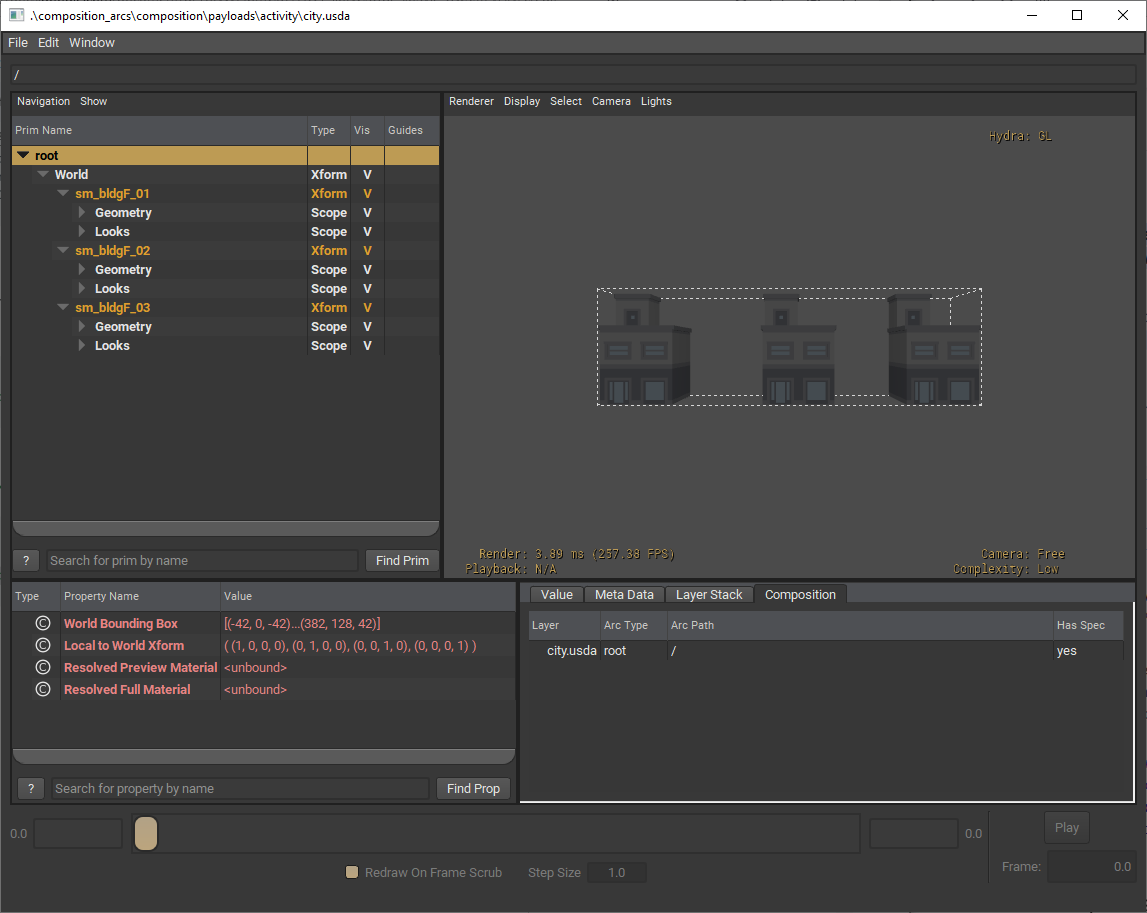 .\composition_arcs\composition\payloads\activity\city.usda
File Edit Window
/
Navigation Show
Prim Name Type Vis Guides
root
World Xform V
sm_bldgF_01 Xform V
Geometry Scope V
Looks Scope V
sm_bldgF_02 Xform V
Geometry Scope V
Looks Scope V
sm_bldgF_03 Xform V
Geometry Scope V
Looks Scope V
? Search for prim by name Find Prim
Renderer Display Select Camera Lights
Hydra: GL
Render: 3.89 ms (257.38 FPS)
Playback: N/A
Camera: Free
Complexity: Low
Type Property Name Value
© World Bounding Box [(-42, 0, -42)...(382, 128, 42)]
© Local to World Xform ( (1, 0, 0, 0), (0, 1, 0, 0), (0, 0, 1, 0), (0, 0, 0, 1) )
© Resolved Preview Material <unbound>
© Resolved Full Material <unbound>
? Search for property by name Find Prop
Value Meta Data Layer Stack Composition
Layer Arc Type Arc Path Has Spec
city.usda root / yes
0.0 0.0 Play
Redraw On Frame Scrub Step Size 1.0 Frame: 0.0